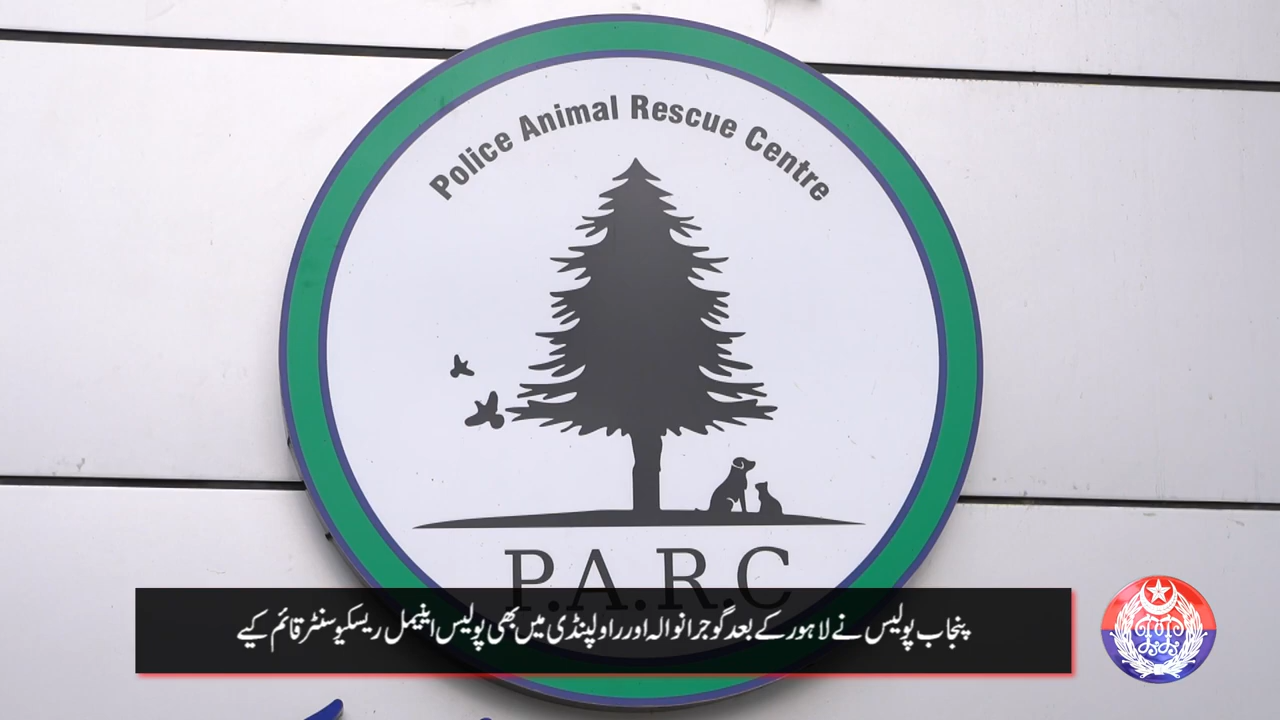 Police Animal Rescue Centre
P.A.R.C
پنجاب پولیس نے لاہور کے بعد گوجرانوالہ اور راولپنڈی میں بھی پولیس اینیمل ریسکیو سنٹر قائم کیے